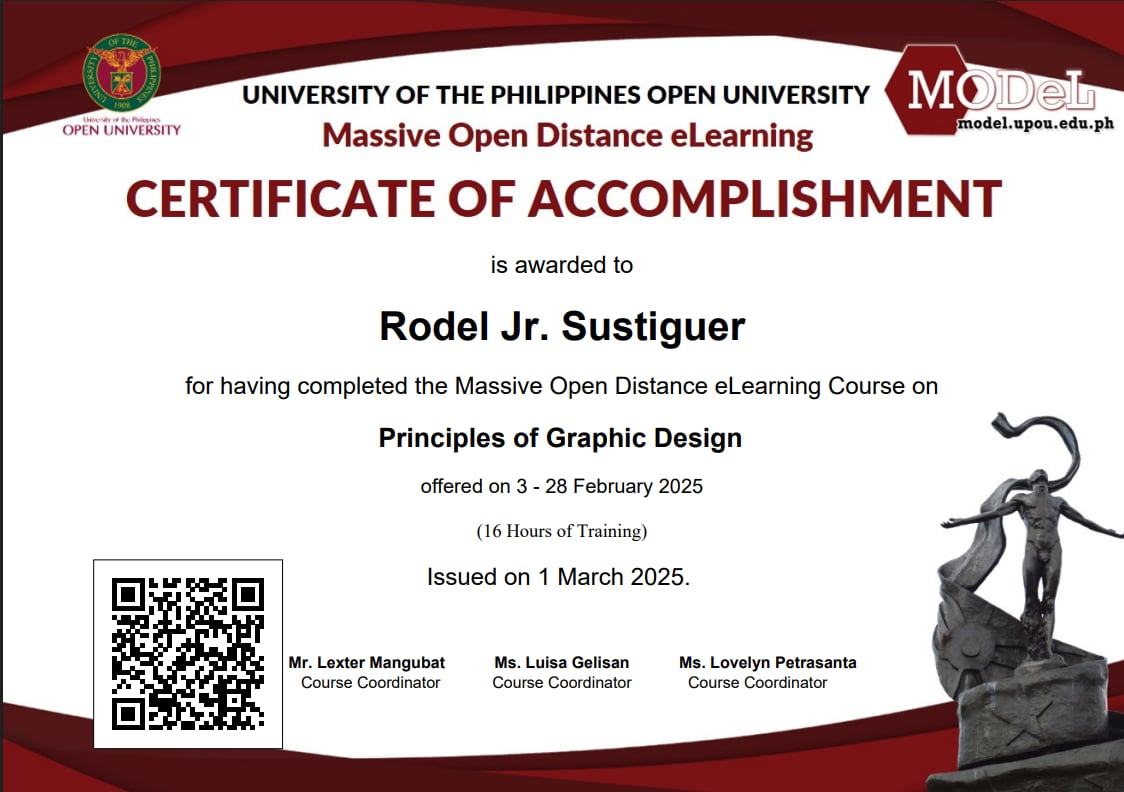 OF THE
UNIVERSITY
PHILIPPINES
1908
University of the Philippines
OPEN UNIVERSITY
UNIVERSITY OF THE PHILIPPINES OPEN UNIVERSITY
Massive Open Distance eLearning
MODeL
model.upou.edu.ph
CERTIFICATE OF ACCOMPLISHMENT
is awarded to
Rodel Jr. Sustiguer
for having completed the Massive Open Distance eLearning Course on
Principles of Graphic Design
offered on 3 - 28 February 2025
(16 Hours of Training)
Issued on 1 March 2025.
Mr. Lexter Mangubat
Course Coordinator
Ms. Luisa Gelisan
Course Coordinator
Ms. Lovelyn Petrasanta
Course Coordinator